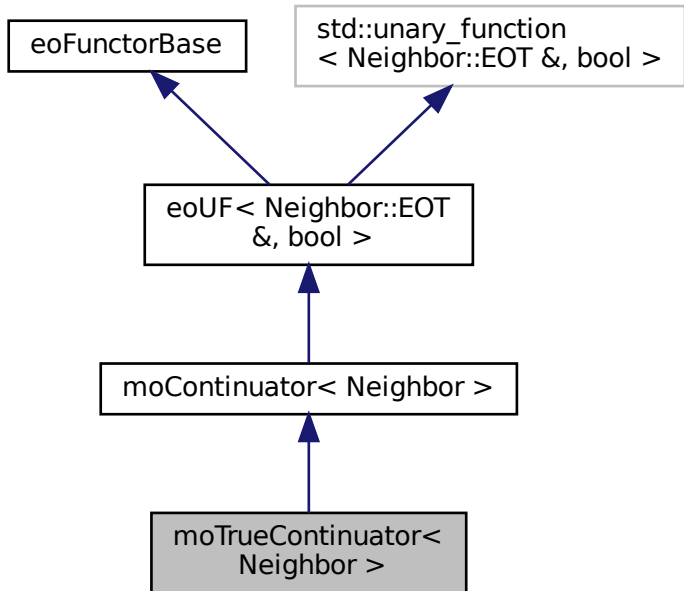 eoFunctorBase
std::unary_function
< Neighbor::EOT &, bool >
eoUF< Neighbor::EOT
&, bool >
moContinuator< Neighbor >
moTrueContinuator<
Neighbor >